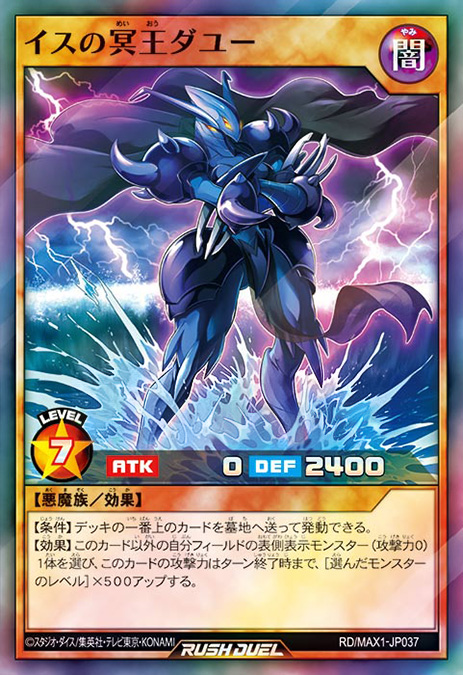 イスの冥王ダユー
めい おう
やみ
闇
LEVEL
7
ATK 0 DEF 2400
【悪魔族／効果】
【条件】デッキの一番上のカードを墓地へ送って発動できる。
【効果】このカード以外の自分フィールドの表側表示モンスター（攻撃力０）
１体を選び、このカードの攻撃力はターン終了時まで、［選んだモンスター
のレベル］×５００アップする。
©スタジオ・ダイス/集英社・テレビ東京・KONAMI
RUSH DUEL
RD/MAX1-JP037